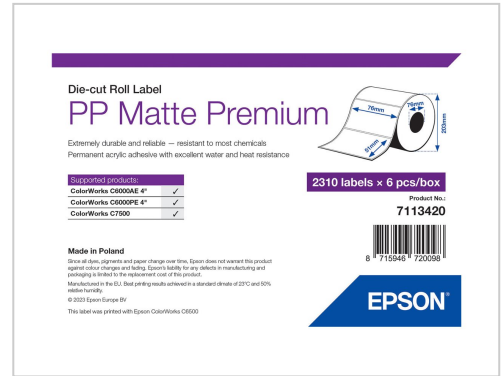 Die-cut Roll Label
PP Matte Premium
Extremely durable and reliable — resistant to most chemicals
Permanent acrylic adhesive with excellent water and heat resistance
76mm
76mm
203mm
51mm
Supported products:
ColorWorks C6000AE 4" ✓
ColorWorks C6000PE 4" ✓
ColorWorks C7500 ✓
2310 labels × 6 pcs/box
Product No.:
7113420
8 715946 720098
Made in Poland
Since all dyes, pigments and paper change over time, Epson does not warrant this product
against colour changes and fading. Epson's liability for any defects in manufacturing and
packaging is limited to the replacement cost of this product.
Manufactured in the EU. Best printing results achieved in a standard climate of 23°C and 50%
relative humidity.
© 2023 Epson Europe BV
This label was printed with Epson ColorWorks C6500
EPSON®